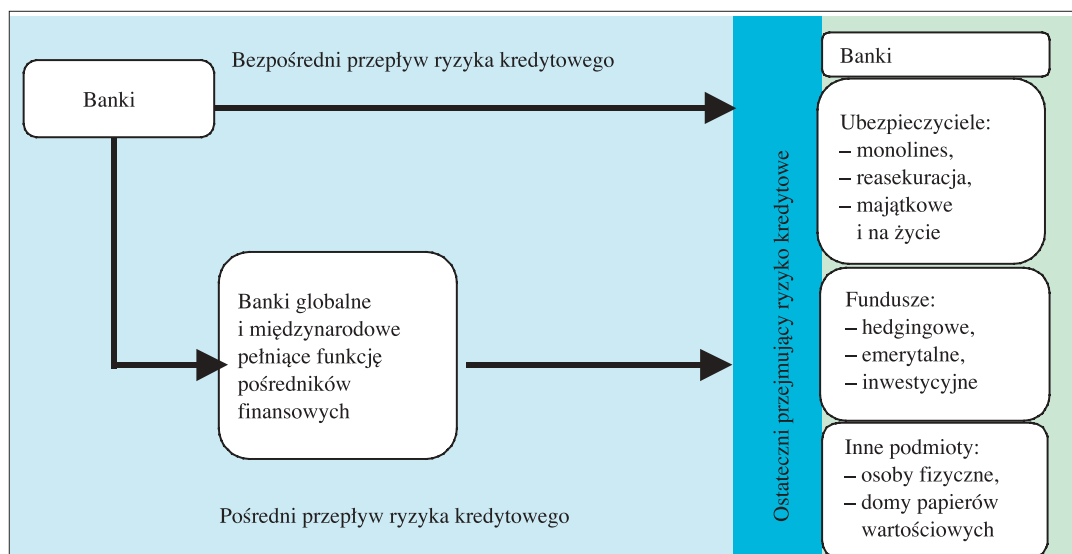 Bezpośredni przepływ ryzyka kredytowego
Banki
Banki globalne
i międzynarodowe
pełniące funkcję
pośredników
finansowych
Pośredni przepływ ryzyka kredytowego
Ostateczni przejmujący ryzyko kredytowe
Banki
Ubezpieczyciele:
– monolines,
– reasekuracja,
– majątkowe
i na życie
Fundusze:
– hedgingowe,
– emerytalne,
– inwestycyjne
Inne podmioty:
– osoby fizyczne,
– domy papierów
wartościowych